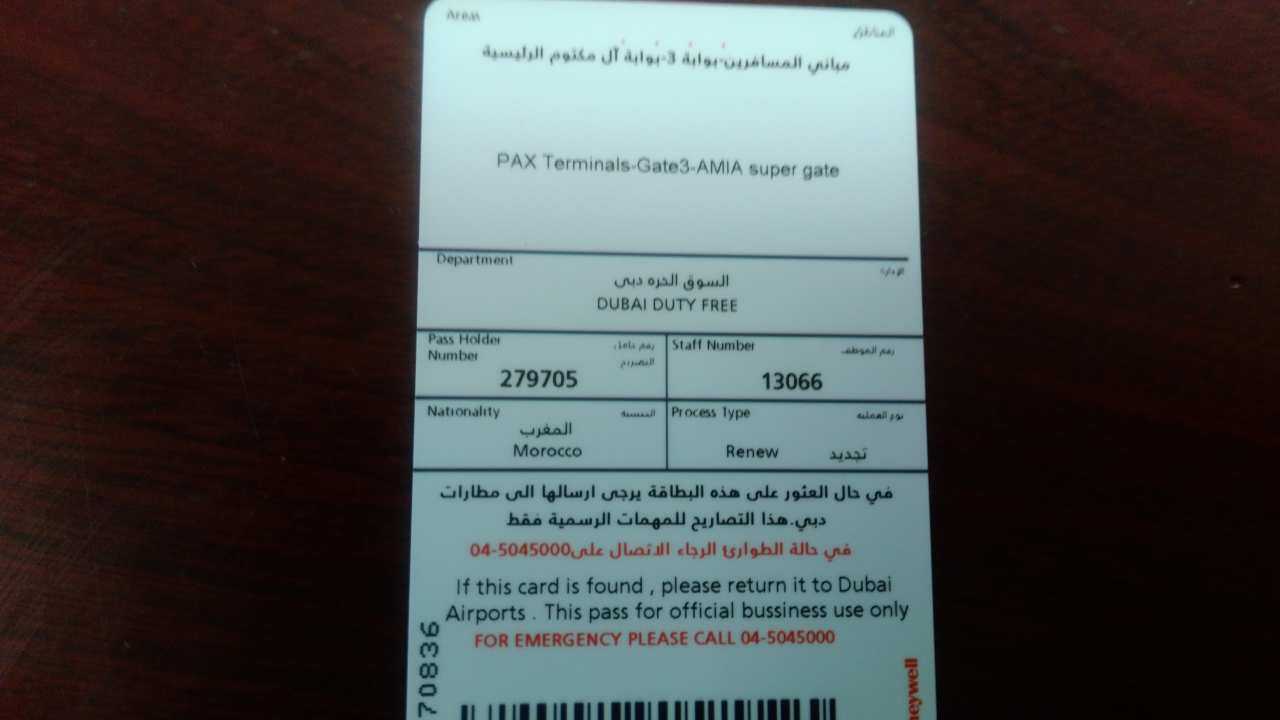 Areas
المناطق
مباني المسافرين-بوابة 3-بوابة آل مكتوم الرئيسية
PAX Terminals-Gate3-AMIA super gate
Department
الإدارة
السوق الحره دبى
DUBAI DUTY FREE
Pass Holder
Number
رقم حامل
التصريح
279705
Staff Number
رقم الموظف
13066
Nationality
الجنسية
المغرب
Morocco
Process Type
نوع العملية
Renew
تجديد
في حال العثور على هذه البطاقة يرجى ارسالها الى مطارات
دبي.هذا التصاريح للمهمات الرسمية فقط
في حالة الطوارئ الرجاء الاتصال على04-5045000
If this card is found , please return it to Dubai
Airports . This pass for official bussiness use only
FOR EMERGENCY PLEASE CALL 04-5045000
70836
neywell